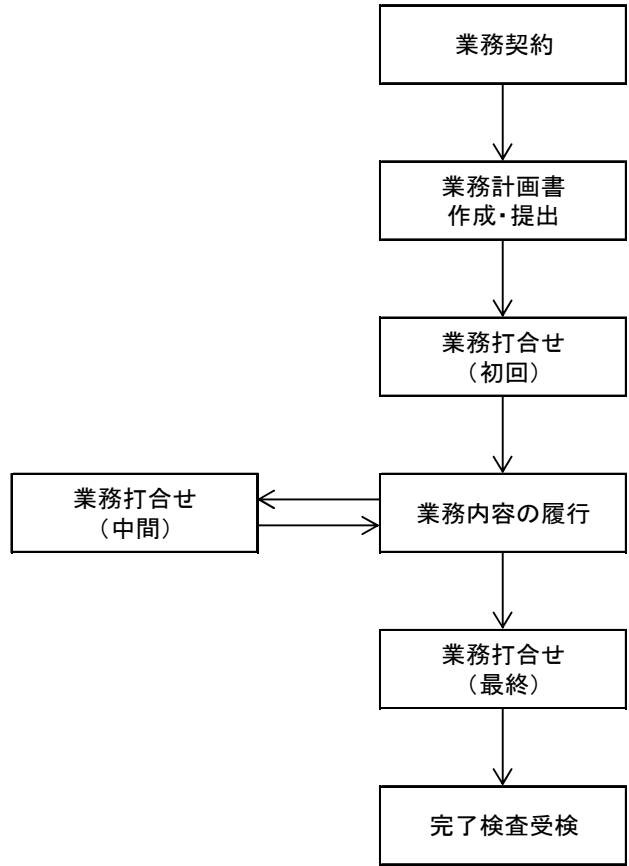 業務契約
業務計画書
作成・提出
業務打合せ
（初回）
業務打合せ
（中間）
業務内容の履行
業務打合せ
（最終）
完了検査受検